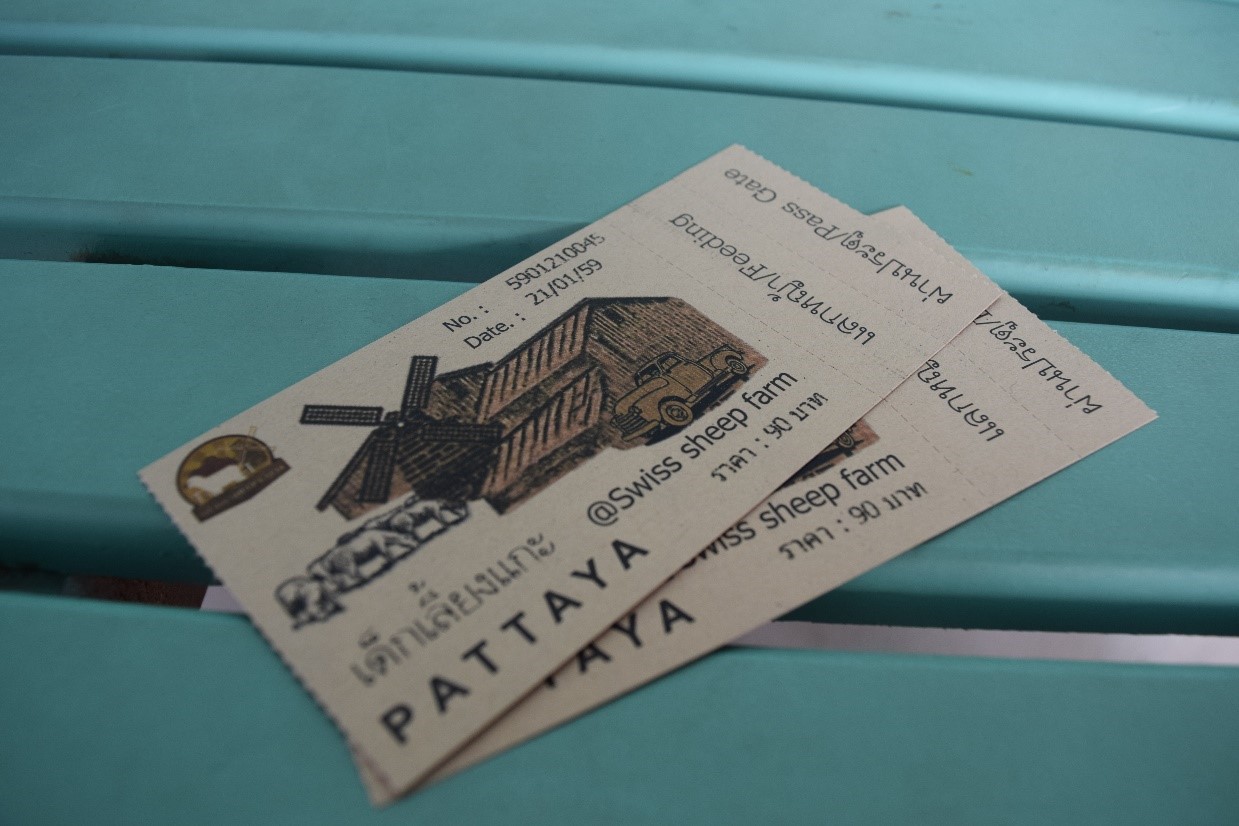 No. : 5901210045
Date. : 21/01/59
เด็กเลี้ยงแกะ
@Swiss sheep farm
ราคา : 90 บาท
PATTAYA
แลกหญ้า/Feeding
ผ่านประตู/Pass Gate
sheep farm
ราคา : 90 บาท
แลกหญ้า
ผ่านประตู/